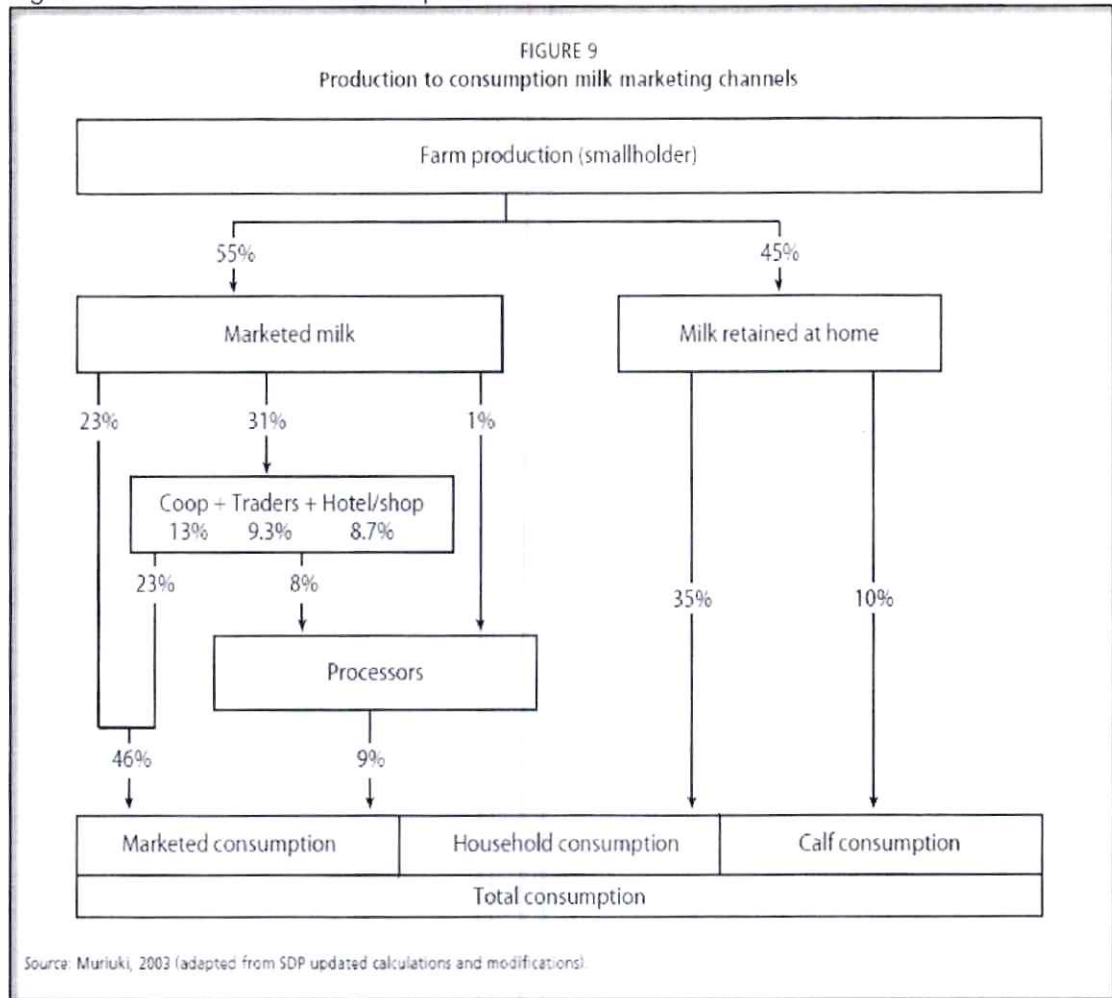 FIGURE 9
Production to consumption milk marketing channels
Farm production (smallholder)
55% 45%
Marketed milk Milk retained at home
23% 31% 1%
Coop + Traders + Hotel/shop
13% 9.3% 8.7%
23% 8% 35% 10%
Processors
46% 9%
Marketed consumption Household consumption Calf consumption
Total consumption
Source: Muriuki, 2003 (adapted from SDP updated calculations and modifications).